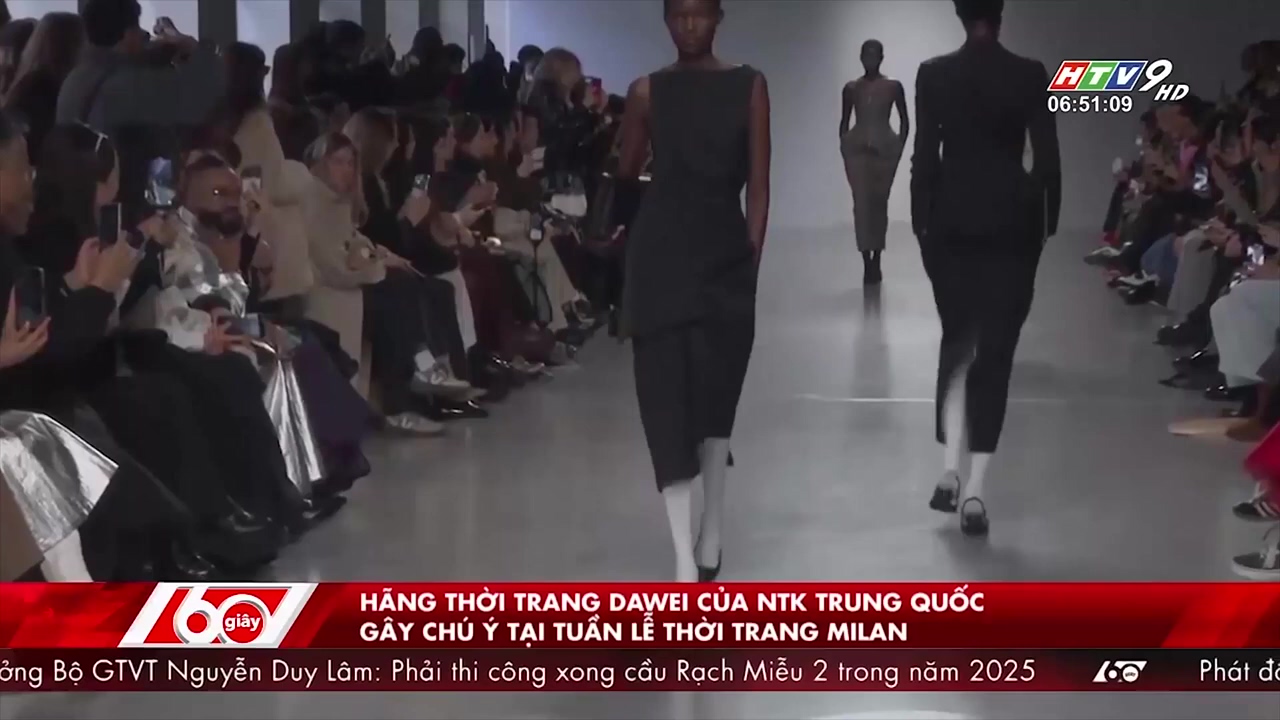 HTV9 HD
06:51:09
60 giây
HÃNG THỜI TRANG DAWEI CỦA NTK TRUNG QUỐC
GÂY CHÚ Ý TẠI TUẦN LỄ THỜI TRANG MILAN
ởng Bộ GTVT Nguyễn Duy Lâm: Phải thi công xong cầu Rạch Miễu 2 trong năm 2025 60 giây Phát đ